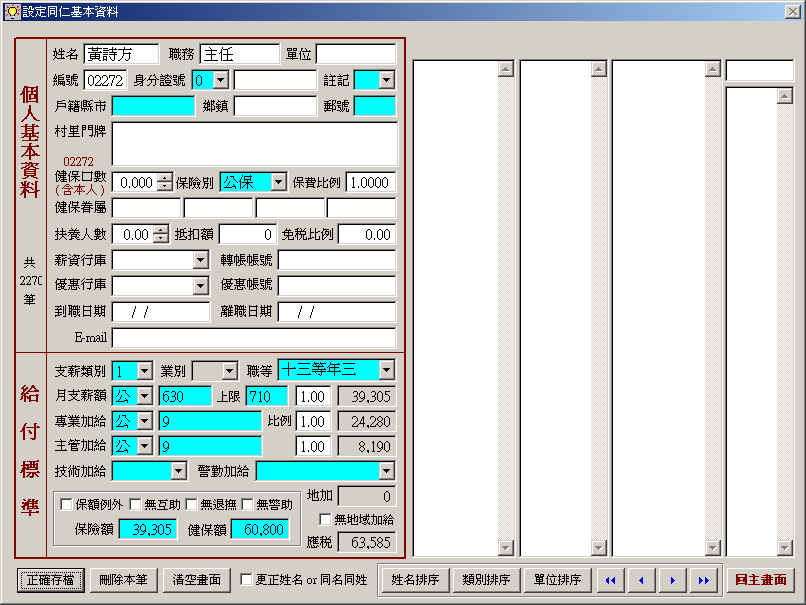 設定同仁基本資料
個人基本資料
共
2270
筆
姓名 黃詩方 職務 主任 單位
編號 02272 身分證號 0 註記
戶籍縣市 鄉鎮 郵號
村里門牌
02272
健保口數 0.000 保險別 公保 保費比例 1.0000
(含本人)
健保眷屬
扶養人數 0.00 抵扣額 0 免稅比例 0.00
薪資行庫 轉帳帳號
優惠行庫 優惠帳號
到職日期 / / 離職日期 / /
E-mail
給付標準
支薪類別 1 業別 職等 十三等年三
月支薪額 公 630 上限 710 1.00 39,305
專業加給 公 9 比例 1.00 24,280
主管加給 公 9 1.00 8,190
技術加給 警勤加給
保額例外 無互助 無退撫 無警助 地加 0
無地域加給
保險額 39,305 健保額 60,800 應稅 63,585
正確存檔 刪除本筆 清空畫面 更正姓名 or 同名同姓 姓名排序 類別排序 單位排序 回主畫面